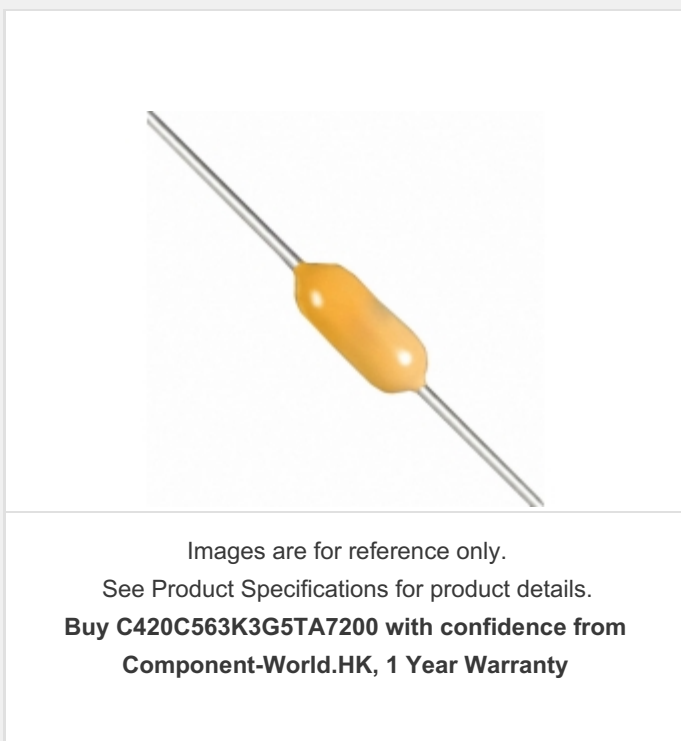 Images are for reference only.
See Product Specifications for product details.
Buy C420C563K3G5TA7200 with confidence from
Component-World.HK, 1 Year Warranty